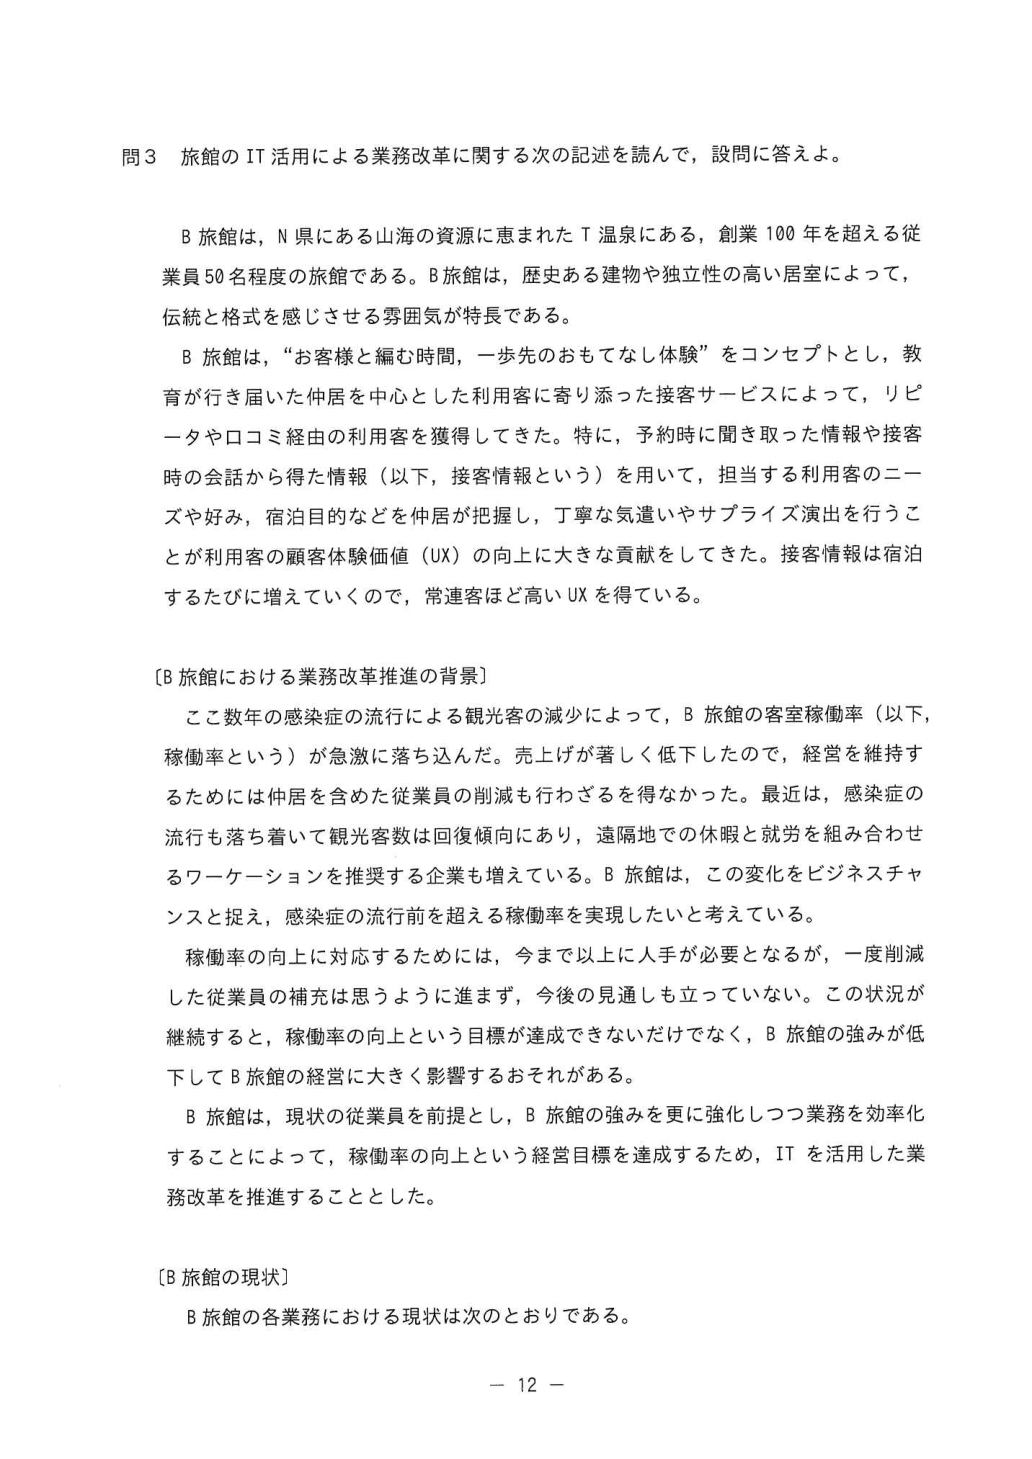 問3　旅館の IT 活用による業務改革に関する次の記述を読んで，設問に答えよ。
B 旅館は，N 県にある山海の資源に恵まれた T 温泉にある，創業 100 年を超える従
業員 50 名程度の旅館である。B 旅館は，歴史ある建物や独立性の高い居室によって，
伝統と格式を感じさせる雰囲気が特長である。
B 旅館は，“お客様と編む時間，一歩先のおもてなし体験”をコンセプトとし，教
育が行き届いた仲居を中心とした利用客に寄り添った接客サービスによって，リピ
ータや口コミ経由の利用客を獲得してきた。特に，予約時に聞き取った情報や接客
時の会話から得た情報（以下，接客情報という）を用いて，担当する利用客のニー
ズや好み，宿泊目的などを仲居が把握し，丁寧な気遣いやサプライズ演出を行うこ
とが利用客の顧客体験価値（UX）の向上に大きな貢献をしてきた。接客情報は宿泊
するたびに増えていくので，常連客ほど高い UX を得ている。
〔B 旅館における業務改革推進の背景〕
ここ数年の感染症の流行による観光客の減少によって，B 旅館の客室稼働率（以下，
稼働率という）が急激に落ち込んだ。売上げが著しく低下したので，経営を維持す
るためには仲居を含めた従業員の削減も行わざるを得なかった。最近は，感染症の
流行も落ち着いて観光客数は回復傾向にあり，遠隔地での休暇と就労を組み合わせ
るワーケーションを推奨する企業も増えている。B 旅館は，この変化をビジネスチャ
ンスと捉え，感染症の流行前を超える稼働率を実現したいと考えている。
稼働率の向上に対応するためには，今まで以上に人手が必要となるが，一度削減
した従業員の補充は思うように進まず，今後の見通しも立っていない。この状況が
継続すると，稼働率の向上という目標が達成できないだけでなく，B 旅館の強みが低
下して B 旅館の経営に大きく影響するおそれがある。
B 旅館は，現状の従業員を前提とし，B 旅館の強みを更に強化しつつ業務を効率化
することによって，稼働率の向上という経営目標を達成するため，IT を活用した業
務改革を推進することとした。
〔B 旅館の現状〕
B 旅館の各業務における現状は次のとおりである。
－ 12 －